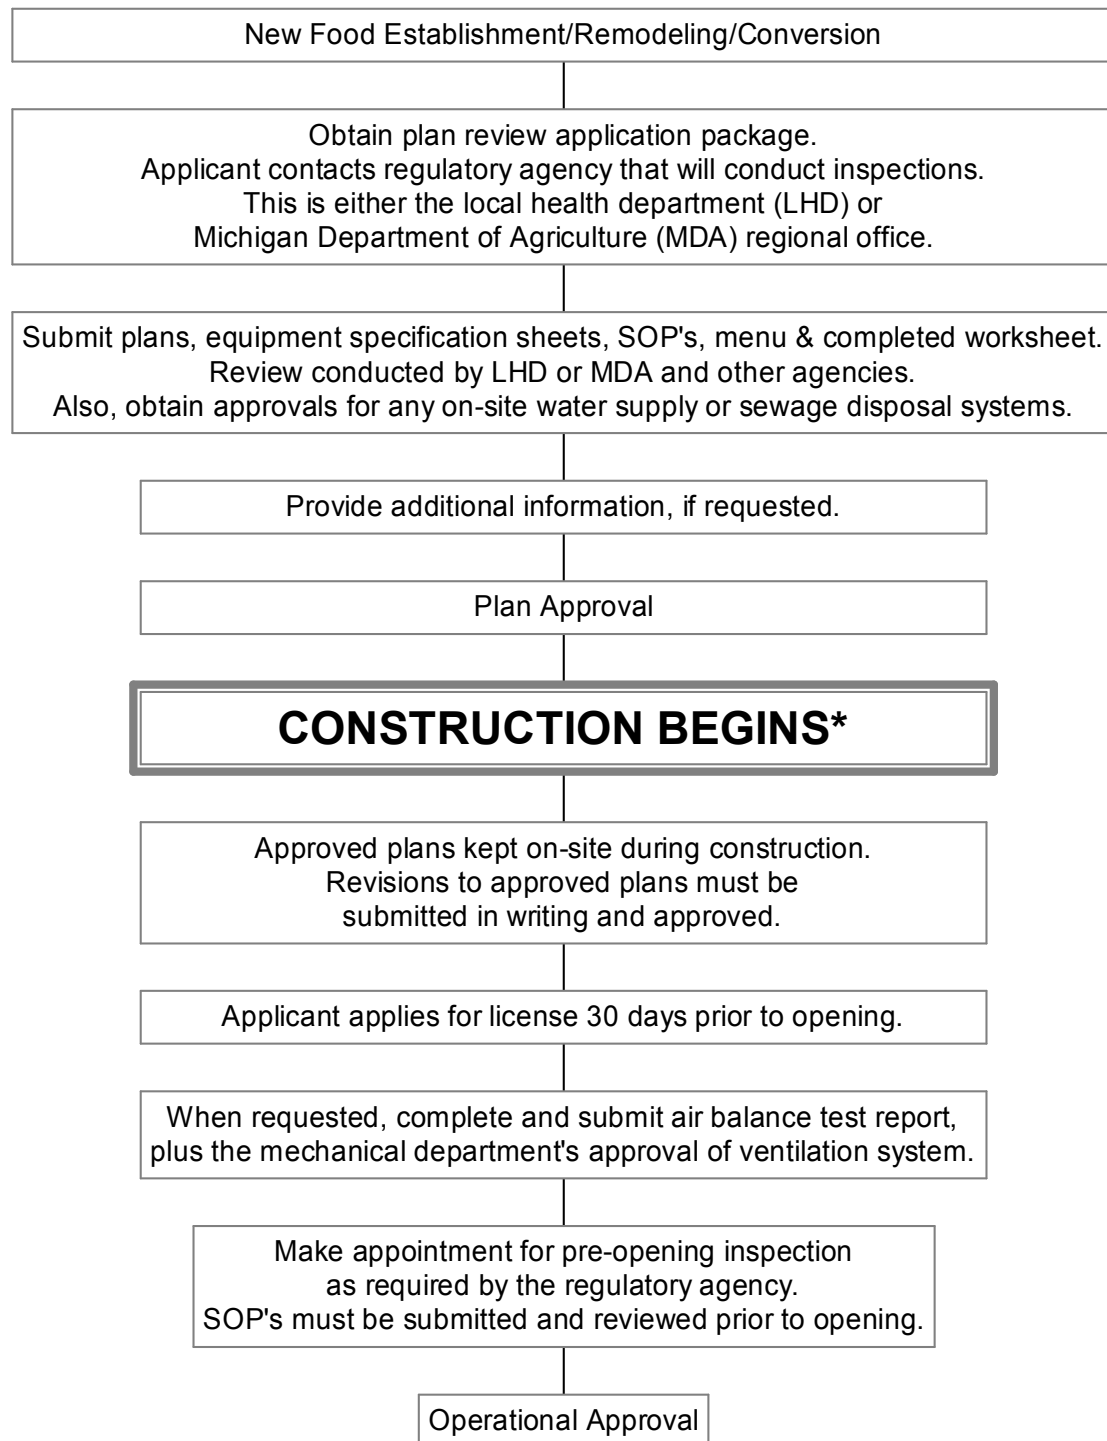 New Food Establishment/Remodeling/Conversion
Obtain plan review application package.
Applicant contacts regulatory agency that will conduct inspections.
This is either the local health department (LHD) or
Michigan Department of Agriculture (MDA) regional office.
Submit plans, equipment specification sheets, SOP's, menu & completed worksheet.
Review conducted by LHD or MDA and other agencies.
Also, obtain approvals for any on-site water supply or sewage disposal systems.
Provide additional information, if requested.
Plan Approval
CONSTRUCTION BEGINS*
Approved plans kept on-site during construction.
Revisions to approved plans must be
submitted in writing and approved.
Applicant applies for license 30 days prior to opening.
When requested, complete and submit air balance test report,
plus the mechanical department's approval of ventilation system.
Make appointment for pre-opening inspection
as required by the regulatory agency.
SOP's must be submitted and reviewed prior to opening.
Operational Approval